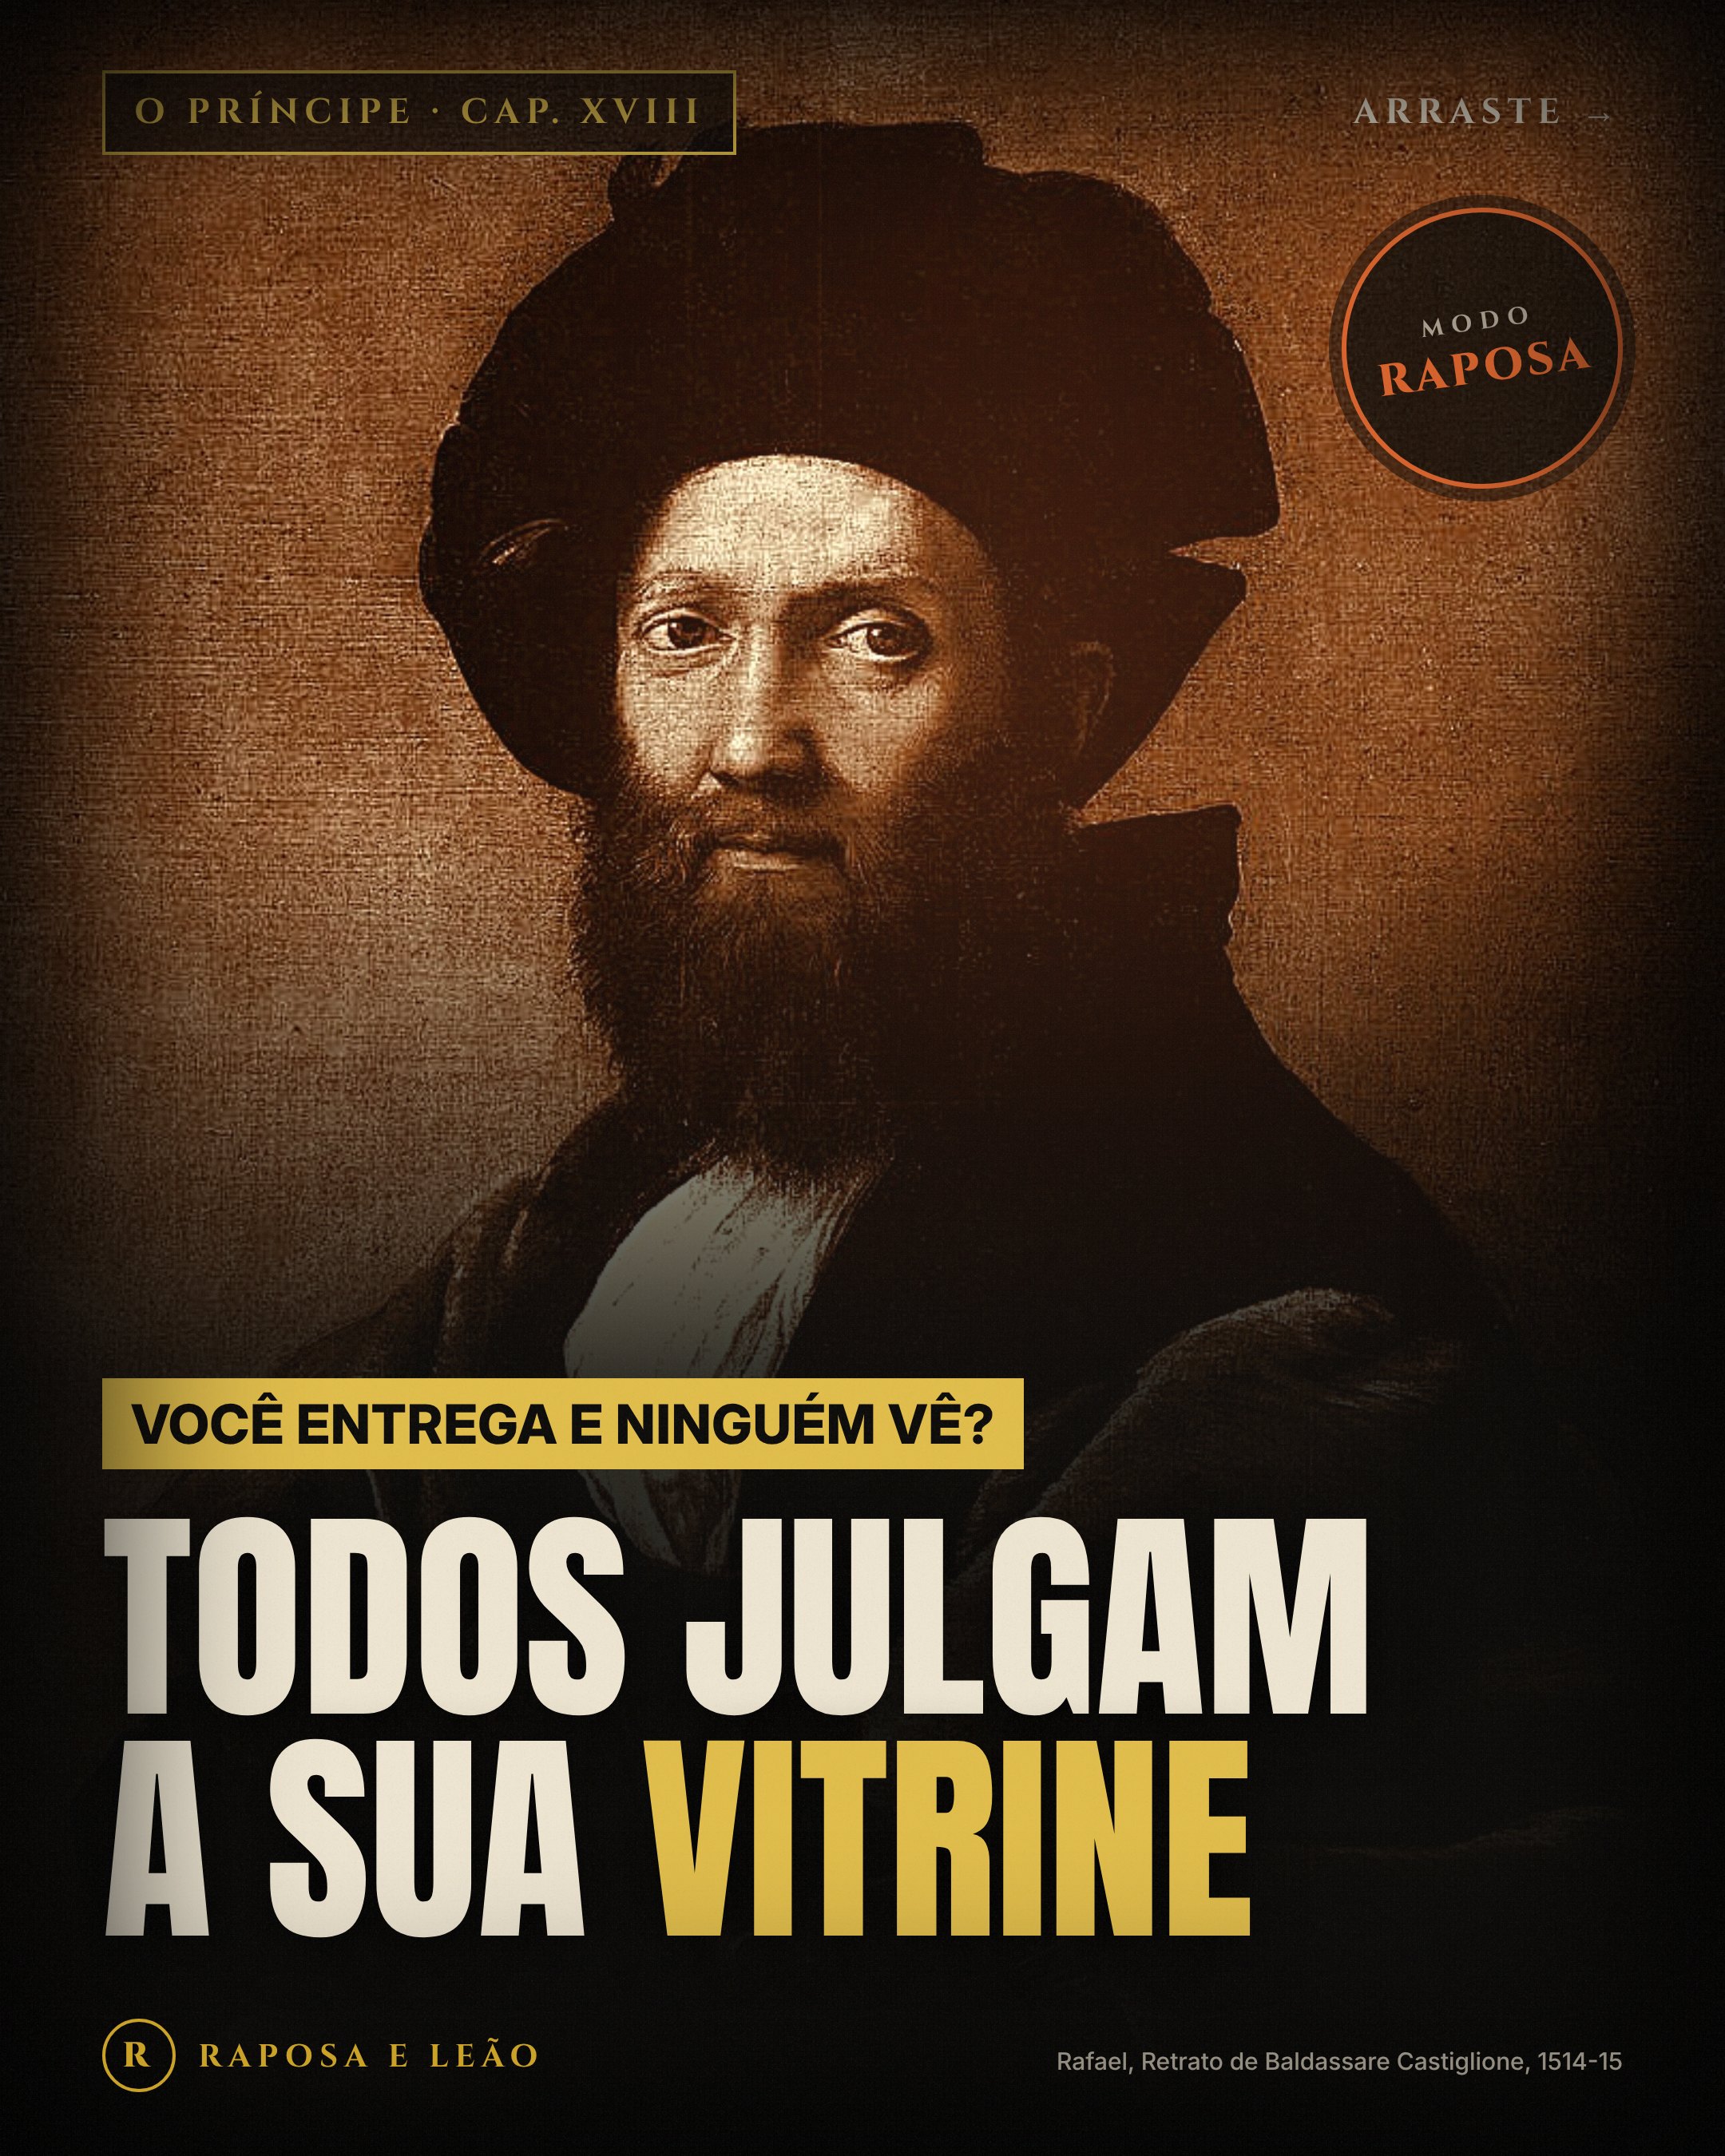 O PRÍNCIPE · CAP. XVIII
ARRASTE →
MODO
RAPOSA
VOCÊ ENTREGA E NINGUÉM VÊ?
TODOS JULGAM
A SUA VITRINE
R RAPOSA E LEÃO
Rafael, Retrato de Baldassare Castiglione, 1514-15